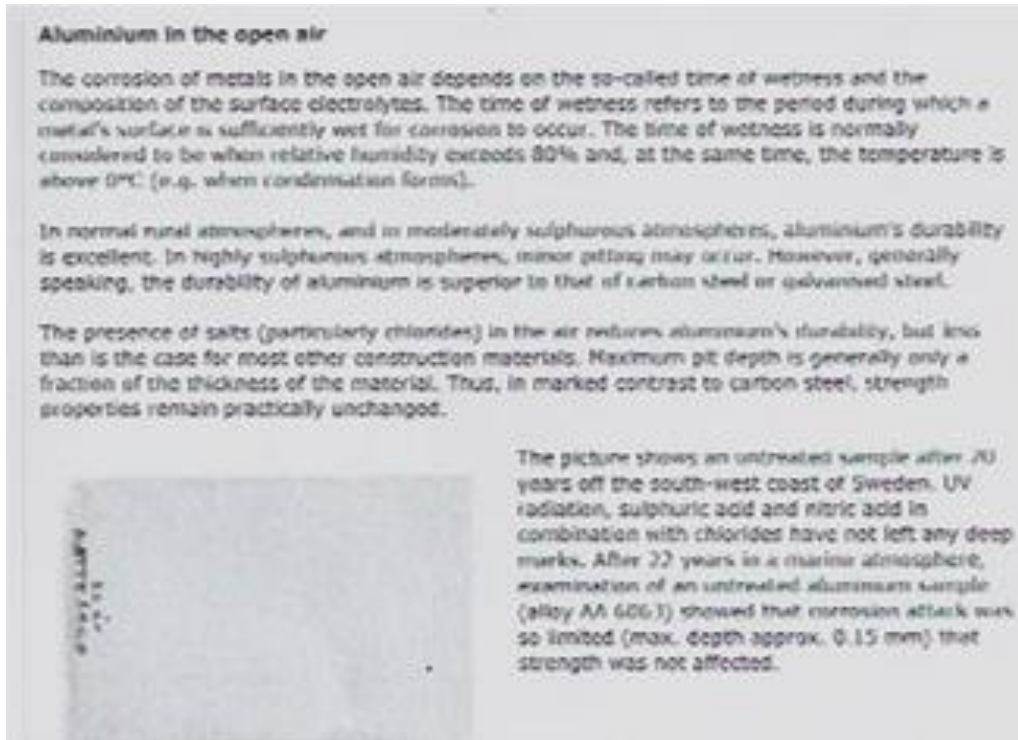 Aluminium in the open air
The corrosion of metals in the open air depends on the so-called time of wetness and the
composition of the surface electrolytes. The time of wetness refers to the period during which a
metal's surface is sufficiently wet for corrosion to occur. The time of wetness is normally
considered to be when relative humidity exceeds 80% and, at the same time, the temperature is
above 0°C (e.g. when condensation forms).
In normal rural atmospheres, and in moderately sulphurous atmospheres, aluminium's durability
is excellent. In highly sulphurous atmospheres, minor pitting may occur. However, generally
speaking, the durability of aluminium is superior to that of carbon steel or galvanised steel.
The presence of salts (particularly chlorides) in the air reduces aluminium's durability, but less
than is the case for most other construction materials. Maximum pit depth is generally only a
fraction of the thickness of the material. Thus, in marked contrast to carbon steel, strength
properties remain practically unchanged.
The picture shows an untreated sample after 20
years off the south-west coast of Sweden. UV
radiation, sulphuric acid and nitric acid in
combination with chlorides have not left any deep
marks. After 22 years in a marine atmosphere,
examination of an untreated aluminium sample
(alloy AA 6063) showed that corrosion attack was
so limited (max. depth approx. 0.15 mm) that
strength was not affected.